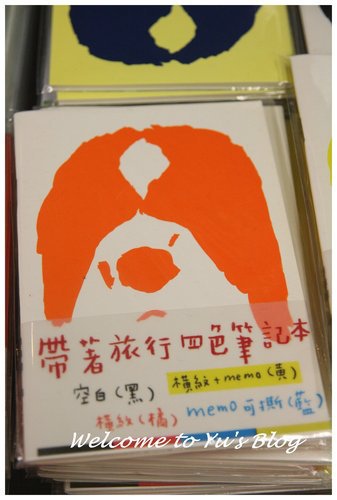 帶著旅行四色筆記本
空白(黑) 橫紋+memo(黃)
橫紋(橘) memo可撕(藍)
Welcome to Yu's Blog